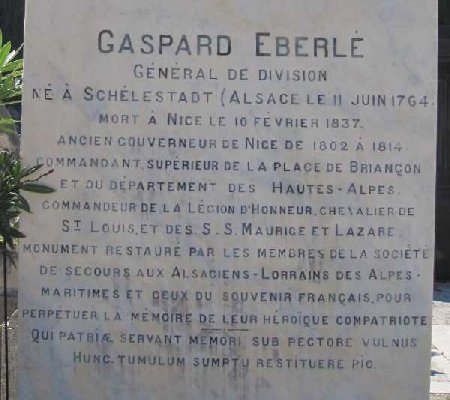 GASPARD EBERLÉ
GÉNÉRAL DE DIVISION
NÉ À SCHÉLESTADT (ALSACE LE 11 JUIN 1764.
MORT À NICE LE 10 FÉVRIER 1837.
ANCIEN GOUVERNEUR DE NICE DE 1802 À 1814.
COMMANDANT, SUPÉRIEUR DE LA PLACE DE BRIANÇON
ET DU DÉPARTEMENT DES HAUTES-ALPES.
COMMANDEUR DE LA LÉGION D'HONNEUR, CHEVALIER DE
ST LOUIS, ET DES S.S. MAURICE ET LAZARE.
MONUMENT RESTAURÉ PAR LES MEMBRES DE LA SOCIÉTÉ
DE SECOURS AUX ALSACIENS-LORRAINS DES ALPES-
MARITIMES ET CEUX DU SOUVENIR FRANÇAIS, POUR
PERPETUER LA MÉMOIRE DE LEUR HÉROÏQUE COMPATRIOTE
QUI PATRIÆ SERVANT MEMORI SUB PECTORE VULNUS
HUNC TUMULUM SUMPTU RESTITUERE PIO.